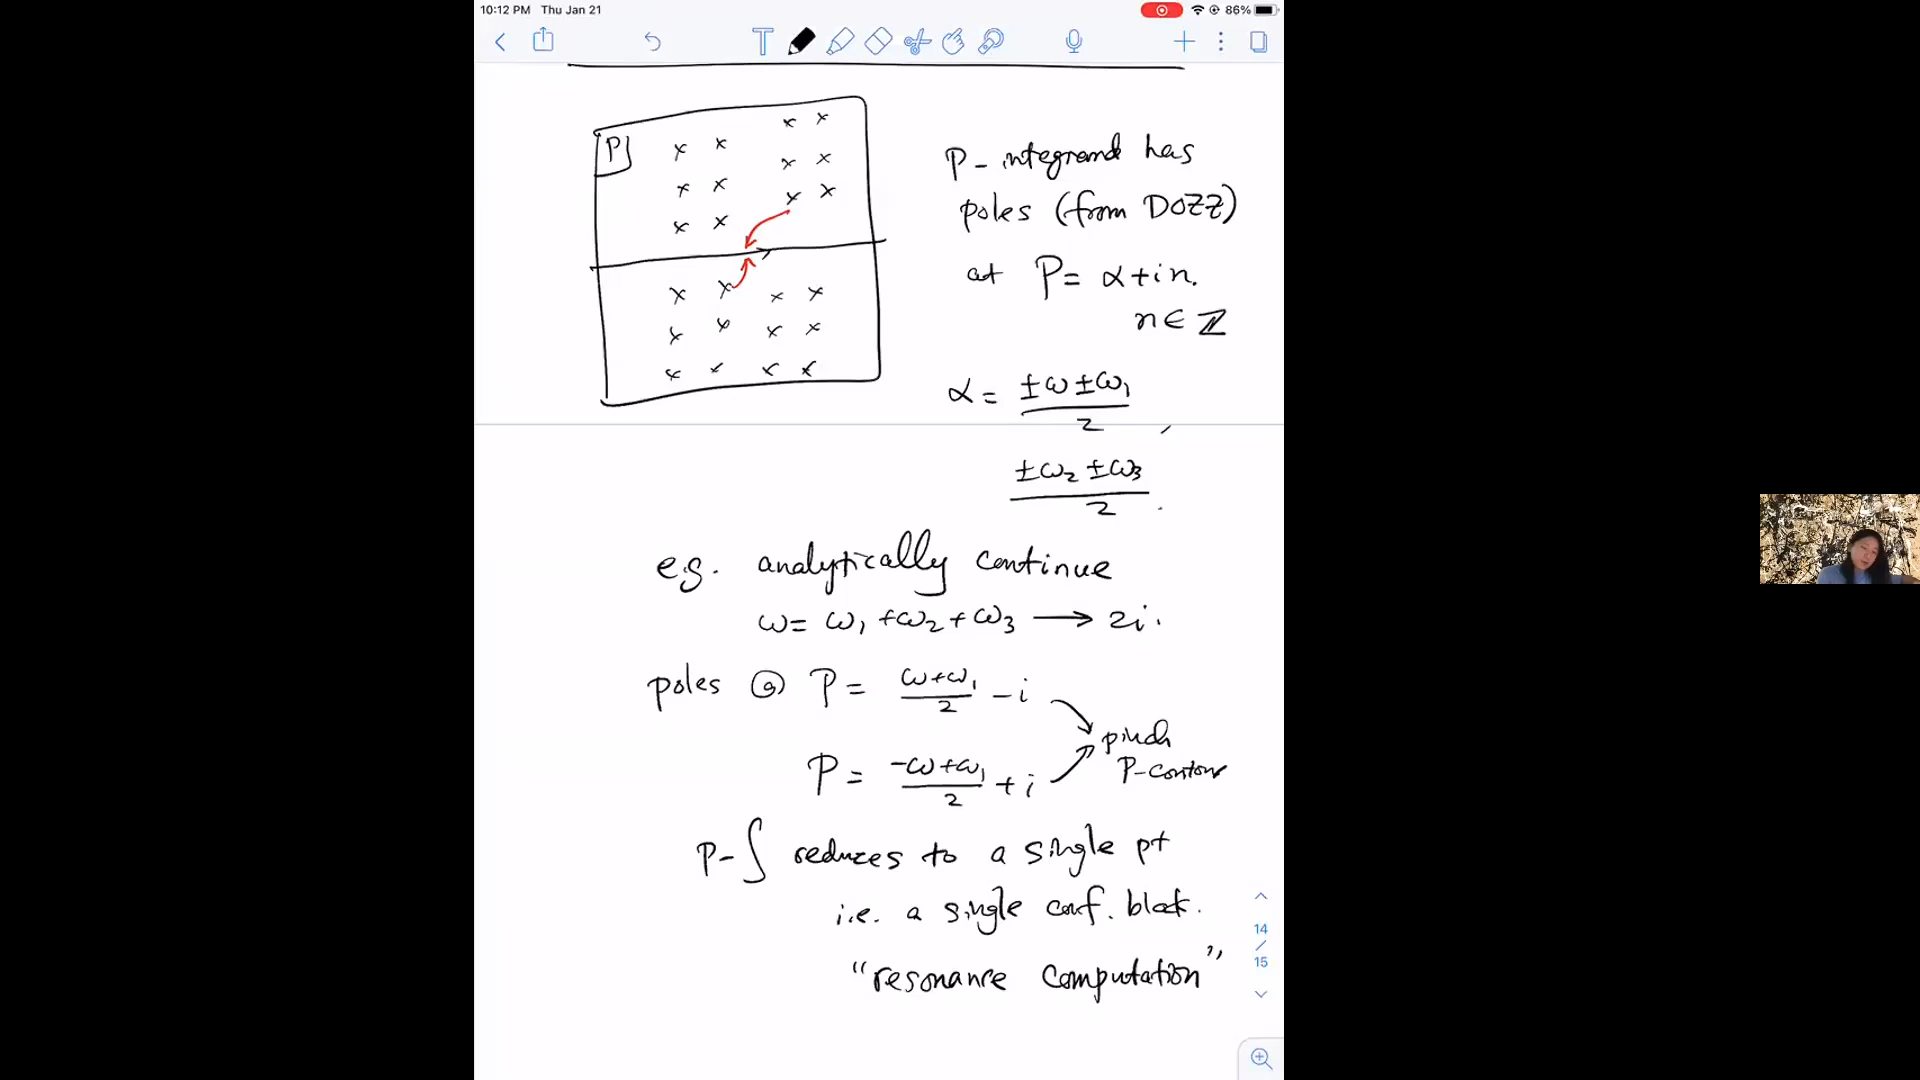 10:12 PM Thu Jan 21
86%
T
P
P- integrand has
poles (from DOZZ)
at P = α + i n.
n ∈ ℤ
α = ±ω ±ω₁ / 2 ,
±ω₂ ±ω₃ / 2 .
e.g. analytically continue
ω = ω₁ + ω₂ + ω₃ → 2i.
poles @ P = ω+ω₁ / 2 - i
P = -ω+ω₁ / 2 + i
pinch
P-contour
P-∫ reduces to a single pt
i.e. a single conf. block.
"resonance computation"
14
/
15